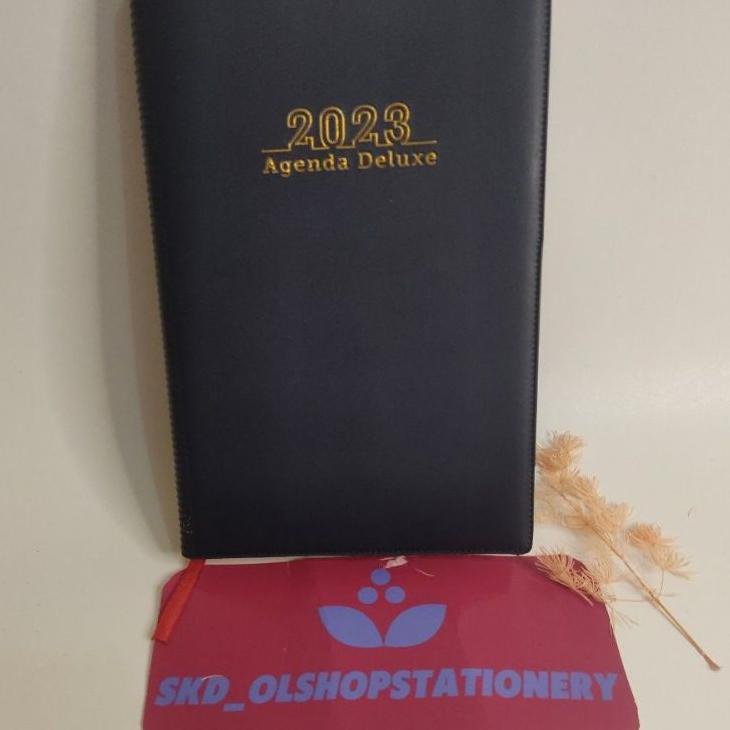 2023
Agenda Deluxe
SKD_OLSHOPSTATIONERY